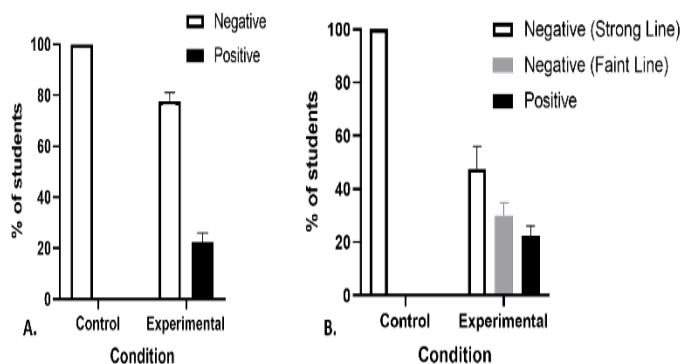 Negative
Positive
100
80
60
40
20
0
% of students
Control
Experimental
Condition
A.
Negative (Strong Line)
Negative (Faint Line)
Positive
100
80
60
40
20
0
% of students
Control
Experimental
Condition
B.